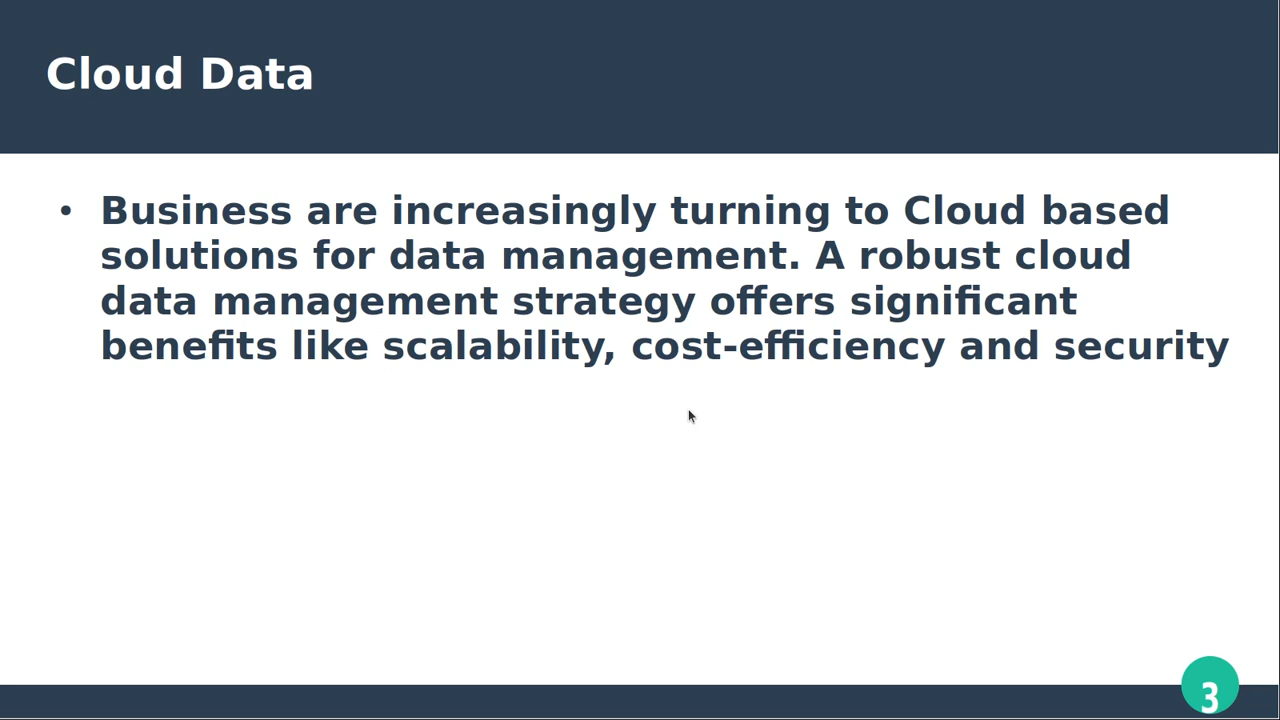 Cloud Data
• Business are increasingly turning to Cloud based
solutions for data management. A robust cloud
data management strategy offers significant
benefits like scalability, cost-efficiency and security
3